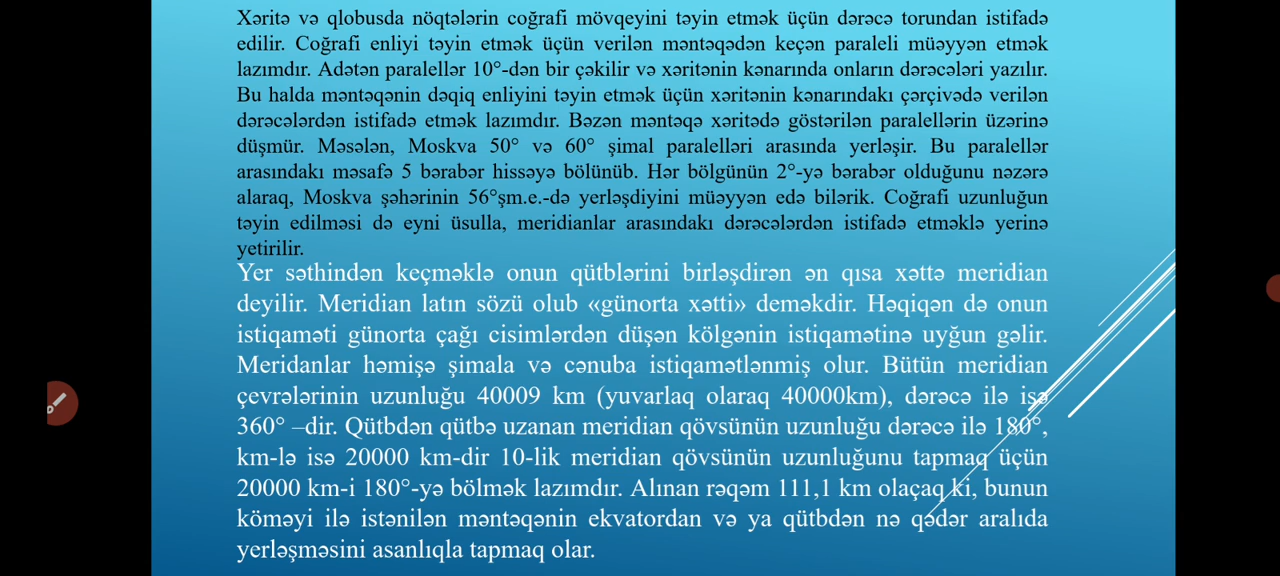 Xəritə və qlobusda nöqtələrin coğrafi mövqeyini təyin etmək üçün dərəcə torundan istifadə
edilir. Coğrafi enliyi təyin etmək üçün verilən məntəqədən keçən paraleli müəyyən etmək
lazımdır. Adətən paralellər 10°-dən bir çəkilir və xəritənin kənarında onların dərəcələri yazılır.
Bu halda məntəqənin dəqiq enliyini təyin etmək üçün xəritənin kənarındakı çərçivədə verilən
dərəcələrdən istifadə etmək lazımdır. Bəzən məntəqə xəritədə göstərilən paralellərin üzərinə
düşmür. Məsələn, Moskva 50° və 60° şimal paralelləri arasında yerləşir. Bu paralellər
arasındakı məsafə 5 bərabər hissəyə bölünüb. Hər bölgünün 2°-yə bərabər olduğunu nəzərə
alaraq, Moskva şəhərinin 56°şm.e.-də yerləşdiyini müəyyən edə bilərik. Coğrafi uzunluğun
təyin edilməsi də eyni üsulla, meridianlar arasındakı dərəcələrdən istifadə etməklə yerinə
yetirilir.
Yer səthindən keçməklə onun qütblərini birləşdirən ən qısa xəttə meridian
deyilir. Meridian latın sözü olub «günorta xətti» deməkdir. Həqiqən də onun
istiqaməti günorta çağı cisimlərdən düşən kölgənin istiqamətinə uyğun gəlir.
Meridanlar həmişə şimala və cənuba istiqamətlənmiş olur. Bütün meridian
çevrələrinin uzunluğu 40009 km (yuvarlaq olaraq 40000km), dərəcə ilə isə
360° –dir. Qütbdən qütbə uzanan meridian qövsünün uzunluğu dərəcə ilə 180°,
km-lə isə 20000 km-dir 10-lik meridian qövsünün uzunluğunu tapmaq üçün
20000 km-i 180°-yə bölmək lazımdır. Alınan rəqəm 111,1 km olaçaq ki, bunun
köməyi ilə istənilən məntəqənin ekvatordan və ya qütbdən nə qədər aralıda
yerləşməsini asanlıqla tapmaq olar.